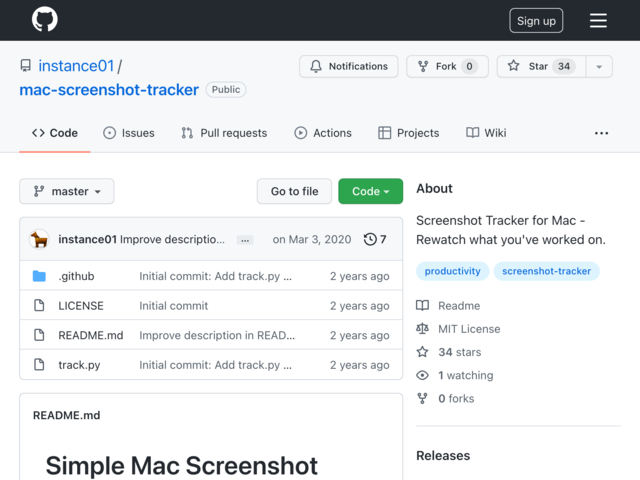 Sign up
instance01 /
mac-screenshot-tracker Public
Notifications
Fork 0
Star 34
Code
Issues
Pull requests
Actions
Projects
Wiki
...
master
Go to file
Code
instance01 Improve descriptio... ... on Mar 3, 2020 7
.github Initial commit: Add track.py ... 2 years ago
LICENSE Initial commit 2 years ago
README.md Improve description in READ... 2 years ago
track.py Initial commit: Add track.py ... 2 years ago
README.md
Simple Mac Screenshot
About
Screenshot Tracker for Mac -
Rewatch what you've worked on.
productivity screenshot-tracker
Readme
MIT License
34 stars
1 watching
0 forks
Releases